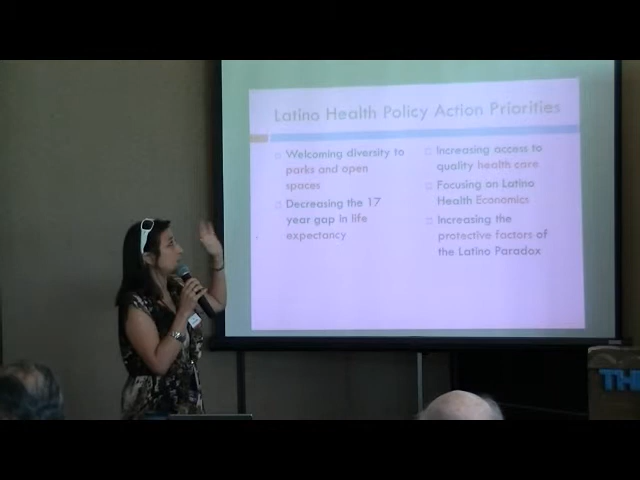 Latino Health Policy Action Priorities
Welcoming diversity to
parks and open
spaces
Decreasing the 17
year gap in life
expectancy
Increasing access to
quality health care
Focusing on Latino
Health Economics
Increasing the
protective factors of
the Latino Paradox
TH